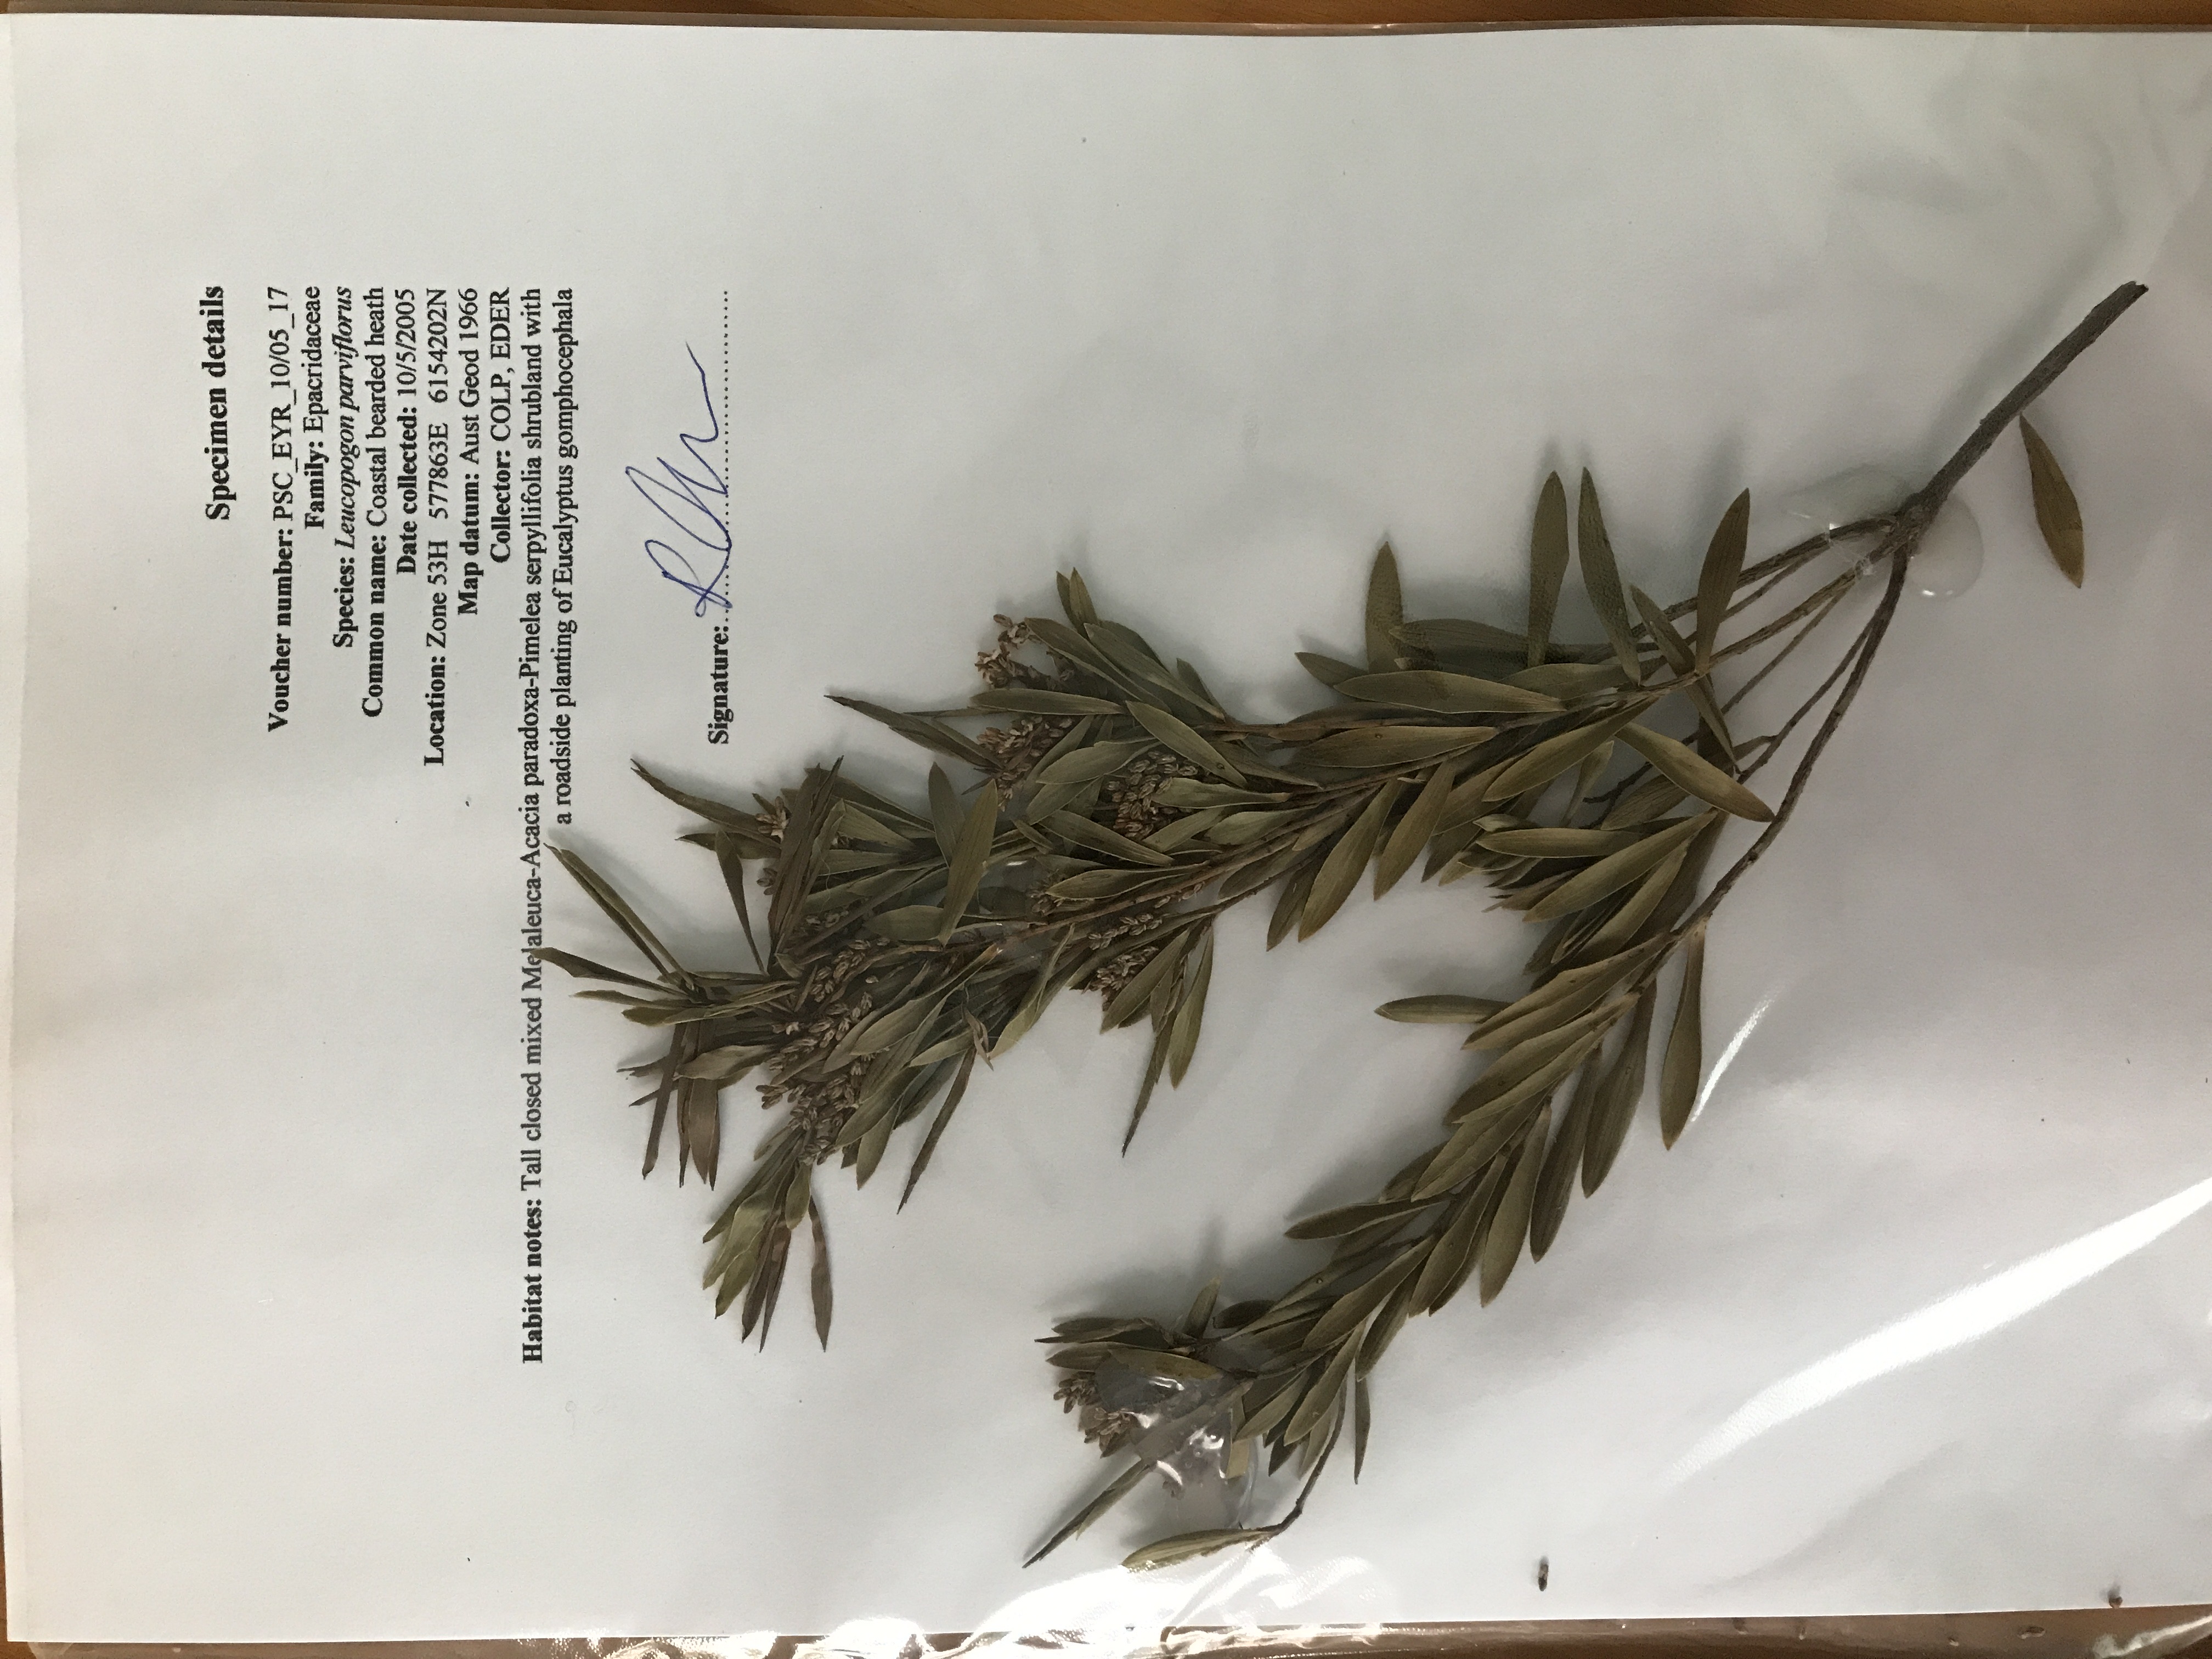 Specimen details
Voucher number: PSC_EYR_10/05_17
Family: Epacridaceae
Species: Leucopogon parviflorus
Common name: Coastal bearded heath
Date collected: 10/5/2005
Location: Zone 53H 577863E 6154202N
Map datum: Aust Geod 1966
Collector: COLP, EDER
Habitat notes: Tall closed mixed Melaleuca-Acacia paradoxa-Pimelea serpyllifolia shrubland with
a roadside planting of Eucalyptus gomphocephala
Signature: